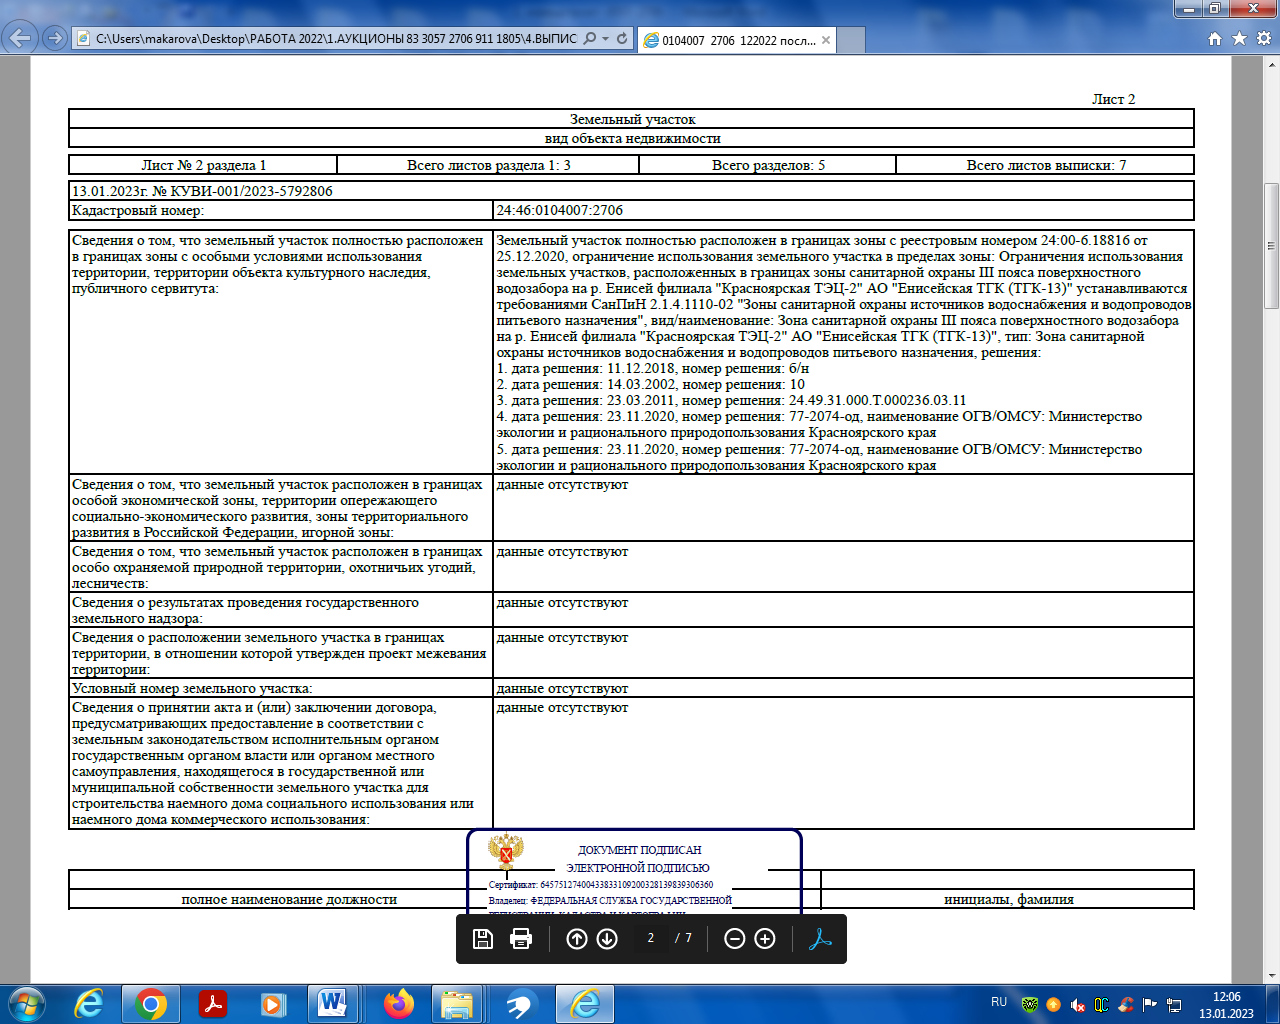 C:\Users\makarova\Desktop\РАБОТА 2022\1.АУКЦИОНЫ 83 3057 2706 911 1805\4.ВЫПИС
0104007 2706 122022 посл...
Лист 2
Земельный участок
вид объекта недвижимости
Лист № 2 раздела 1 Всего листов раздела 1: 3 Всего разделов: 5 Всего листов выписки: 7
13.01.2023г. № КУВИ-001/2023-5792806
Кадастровый номер: 24:46:0104007:2706
Сведения о том, что земельный участок полностью расположен
в границах зоны с особыми условиями использования
территории, территории объекта культурного наследия,
публичного сервитута:
Земельный участок полностью расположен в границах зоны с реестровым номером 24:00-6.18816 от
25.12.2020, ограничение использования земельного участка в пределах зоны: Ограничения использования
земельных участков, расположенных в границах зоны санитарной охраны III пояса поверхностного
водозабора на р. Енисей филиала "Красноярская ТЭЦ-2" АО "Енисейская ТГК (ТГК-13)" устанавливаются
требованиями СанПиН 2.1.4.1110-02 "Зоны санитарной охраны источников водоснабжения и водопроводов
питьевого назначения", вид/наименование: Зона санитарной охраны III пояса поверхностного водозабора
на р. Енисей филиала "Красноярская ТЭЦ-2" АО "Енисейская ТГК (ТГК-13)", тип: Зона санитарной
охраны источников водоснабжения и водопроводов питьевого назначения, решения:
1. дата решения: 11.12.2018, номер решения: б/н
2. дата решения: 14.03.2002, номер решения: 10
3. дата решения: 23.03.2011, номер решения: 24.49.31.000.Т.000236.03.11
4. дата решения: 23.11.2020, номер решения: 77-2074-од, наименование ОГВ/ОМСУ: Министерство
экологии и рационального природопользования Красноярского края
5. дата решения: 23.11.2020, номер решения: 77-2074-од, наименование ОГВ/ОМСУ: Министерство
экологии и рационального природопользования Красноярского края
Сведения о том, что земельный участок расположен в границах
особой экономической зоны, территории опережающего
социально-экономического развития, зоны территориального
развития в Российской Федерации, игорной зоны:
данные отсутствуют
Сведения о том, что земельный участок расположен в границах
особо охраняемой природной территории, охотничьих угодий,
лесничеств:
данные отсутствуют
Сведения о результатах проведения государственного
земельного надзора:
данные отсутствуют
Сведения о расположении земельного участка в границах
территории, в отношении которой утвержден проект межевания
территории:
данные отсутствуют
Условный номер земельного участка: данные отсутствуют
Сведения о принятии акта и (или) заключении договора,
предусматривающих предоставление в соответствии с
земельным законодательством исполнительным органом
государственным органом власти или органом местного
самоуправления, находящегося в государственной или
муниципальной собственности земельного участка для
строительства наемного дома социального использования или
наемного дома коммерческого использования:
данные отсутствуют
ДОКУМЕНТ ПОДПИСАН
ЭЛЕКТРОННОЙ ПОДПИСЬЮ
Сертификат: 64575127400433833109200328139839306360
Владелец: ФЕДЕРАЛЬНАЯ СЛУЖБА ГОСУДАРСТВЕННОЙ
РЕГИСТРАЦИИ, КАДАСТРА И КАРТОГРАФИИ
полное наименование должности инициалы, фамилия
2 / 7
RU 12:06
13.01.2023